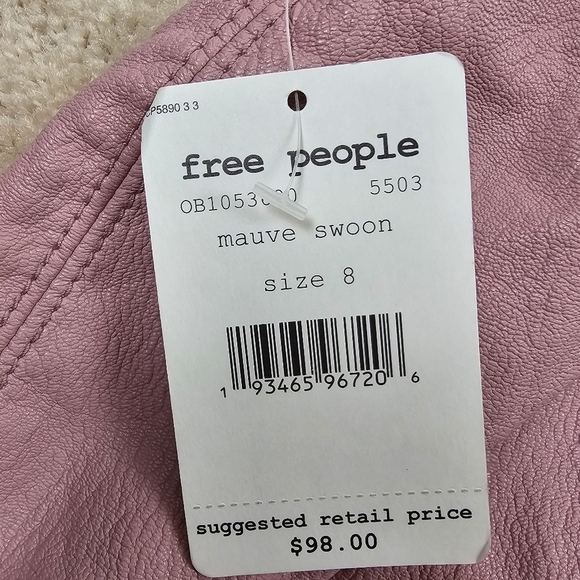 CP5890 3 3
free people
5503
mauve swoon
size 8
1 93465 96720 6
suggested retail price
$98.00